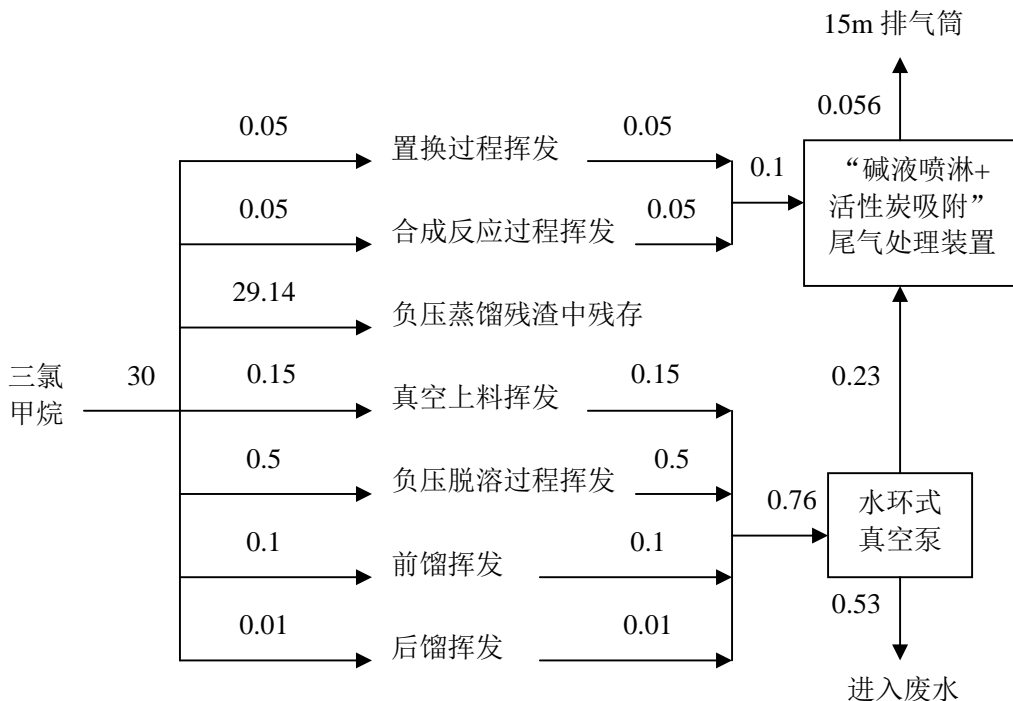 15m 排气筒
0.056
0.05
置换过程挥发
0.05
0.1
“碱液喷淋+
活性炭吸附”
尾气处理装置
0.05
合成反应过程挥发
0.05
29.14
负压蒸馏残渣中残存
三氯
甲烷
30
0.15
真空上料挥发
0.15
0.23
0.5
负压脱溶过程挥发
0.5
0.76
水环式
真空泵
0.1
前馏挥发
0.1
0.53
0.01
后馏挥发
0.01
进入废水